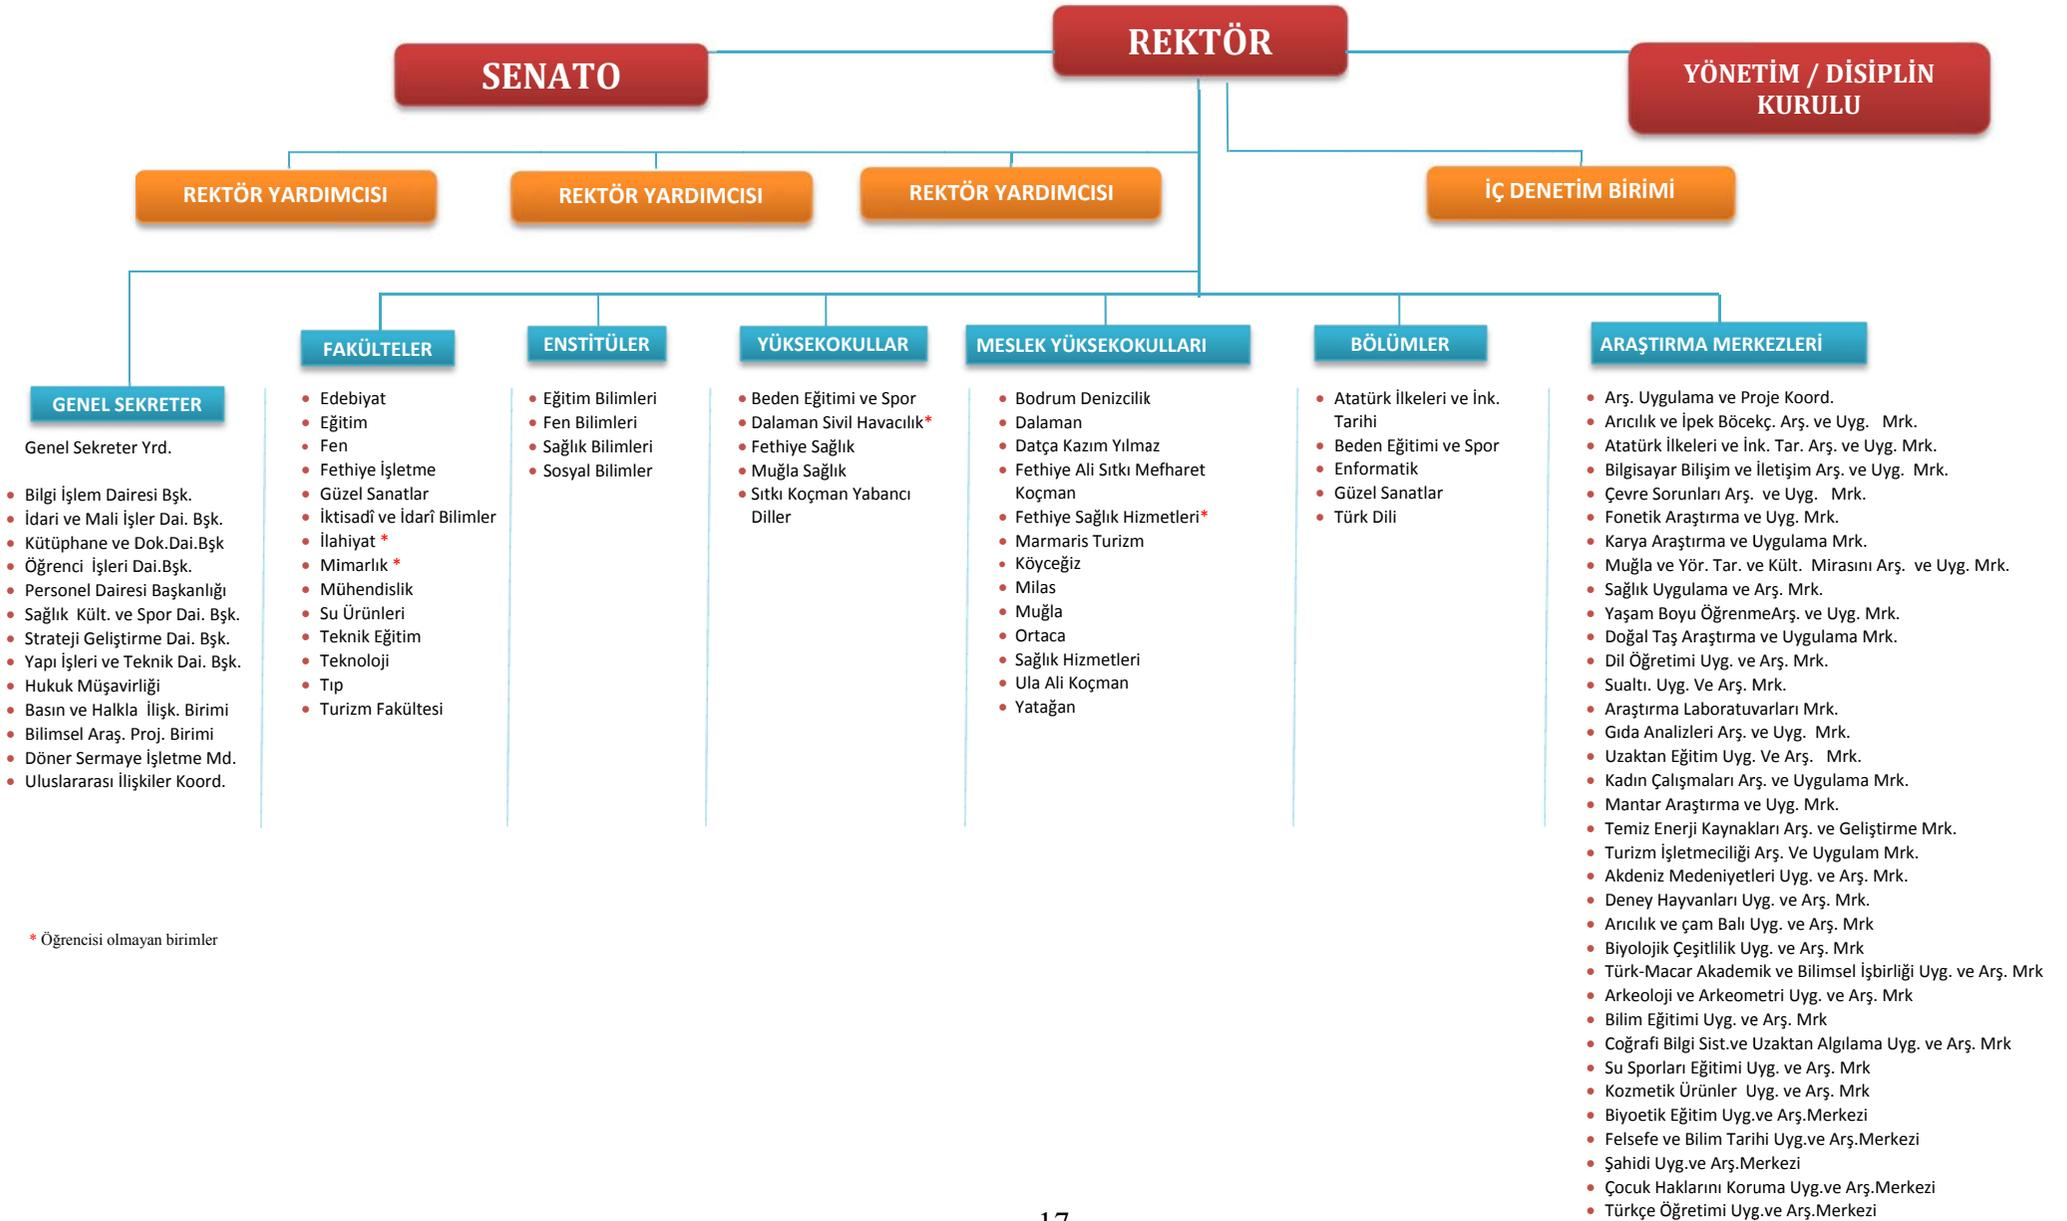 REKTÖR
SENATO
YÖNETİM / DİSİPLİN
KURULU
REKTÖR YARDIMCISI
REKTÖR YARDIMCISI
REKTÖR YARDIMCISI
İÇ DENETİM BİRİMİ
GENEL SEKRETER
Genel Sekreter Yrd.
• Bilgi İşlem Dairesi Bşk.
• İdari ve Mali İşler Dai. Bşk.
• Kütüphane ve Dok.Dai.Bşk
• Öğrenci İşleri Dai.Bşk.
• Personel Dairesi Başkanlığı
• Sağlık Kült. ve Spor Dai. Bşk.
• Strateji Geliştirme Dai. Bşk.
• Yapı İşleri ve Teknik Dai. Bşk.
• Hukuk Müşavirliği
• Basın ve Halkla İlişk. Birimi
• Bilimsel Araş. Proj. Birimi
• Döner Sermaye İşletme Md.
• Uluslararası İlişkiler Koord.
FAKÜLTELER
• Edebiyat
• Eğitim
• Fen
• Fethiye İşletme
• Güzel Sanatlar
• İktisadî ve İdarî Bilimler
• İlahiyat *
• Mimarlık *
• Mühendislik
• Su Ürünleri
• Teknik Eğitim
• Teknoloji
• Tıp
• Turizm Fakültesi
ENSTİTÜLER
• Eğitim Bilimleri
• Fen Bilimleri
• Sağlık Bilimleri
• Sosyal Bilimler
YÜKSEKOKULLAR
• Beden Eğitimi ve Spor
• Dalaman Sivil Havacılık*
• Fethiye Sağlık
• Muğla Sağlık
• Sıtkı Koçman Yabancı
Diller
MESLEK YÜKSEKOKULLARI
• Bodrum Denizcilik
• Dalaman
• Datça Kazım Yılmaz
• Fethiye Ali Sıtkı Mefharet
Koçman
• Fethiye Sağlık Hizmetleri*
• Marmaris Turizm
• Köyceğiz
• Milas
• Muğla
• Ortaca
• Sağlık Hizmetleri
• Ula Ali Koçman
• Yatağan
BÖLÜMLER
• Atatürk İlkeleri ve İnk.
Tarihi
• Beden Eğitimi ve Spor
• Enformatik
• Güzel Sanatlar
• Türk Dili
ARAŞTIRMA MERKEZLERİ
• Arş. Uygulama ve Proje Koord.
• Arıcılık ve İpek Böcekç. Arş. ve Uyg. Mrk.
• Atatürk İlkeleri ve İnk. Tar. Arş. ve Uyg. Mrk.
• Bilgisayar Bilişim ve İletişim Arş. ve Uyg. Mrk.
• Çevre Sorunları Arş. ve Uyg. Mrk.
• Fonetik Araştırma ve Uyg. Mrk.
• Karya Araştırma ve Uygulama Mrk.
• Muğla ve Yör. Tar. ve Kült. Mirasını Arş. ve Uyg. Mrk.
• Sağlık Uygulama ve Arş. Mrk.
• Yaşam Boyu ÖğrenmeArş. ve Uyg. Mrk.
• Doğal Taş Araştırma ve Uygulama Mrk.
• Dil Öğretimi Uyg. ve Arş. Mrk.
• Sualtı. Uyg. Ve Arş. Mrk.
• Araştırma Laboratuvarları Mrk.
• Gıda Analizleri Arş. ve Uyg. Mrk.
• Uzaktan Eğitim Uyg. Ve Arş. Mrk.
• Kadın Çalışmaları Arş. ve Uygulama Mrk.
• Mantar Araştırma ve Uyg. Mrk.
• Temiz Enerji Kaynakları Arş. ve Geliştirme Mrk.
• Turizm İşletmeciliği Arş. Ve Uygulam Mrk.
• Akdeniz Medeniyetleri Uyg. ve Arş. Mrk.
• Deney Hayvanları Uyg. ve Arş. Mrk.
• Arıcılık ve çam Balı Uyg. ve Arş. Mrk
• Biyolojik Çeşitlilik Uyg. ve Arş. Mrk
• Türk-Macar Akademik ve Bilimsel İşbirliği Uyg. ve Arş. Mrk
• Arkeoloji ve Arkeometri Uyg. ve Arş. Mrk
• Bilim Eğitimi Uyg. ve Arş. Mrk
• Coğrafi Bilgi Sist.ve Uzaktan Algılama Uyg. ve Arş. Mrk
• Su Sporları Eğitimi Uyg. ve Arş. Mrk
• Kozmetik Ürünler Uyg. ve Arş. Mrk
• Biyoetik Eğitim Uyg.ve Arş.Merkezi
• Felsefe ve Bilim Tarihi Uyg.ve Arş.Merkezi
• Şahidi Uyg.ve Arş.Merkezi
• Çocuk Haklarını Koruma Uyg.ve Arş.Merkezi
• Türkçe Öğretimi Uyg.ve Arş.Merkezi
* Öğrencisi olmayan birimler
17